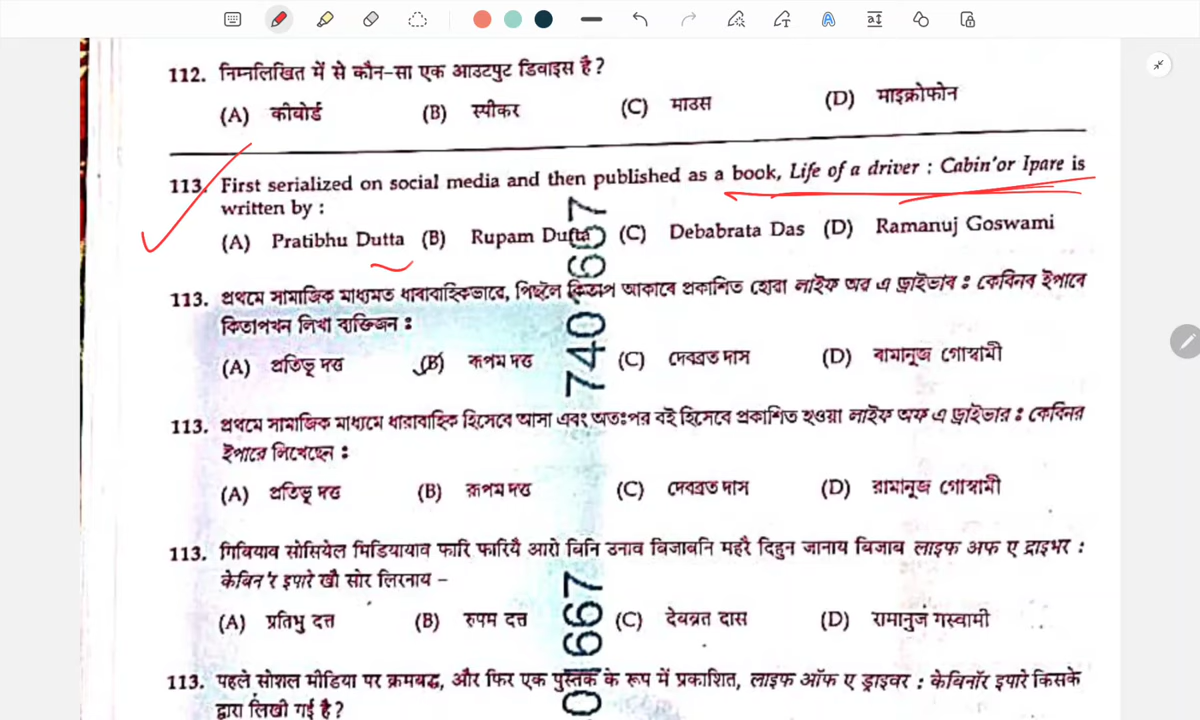 112. निम्नलिखित में से कौन-सा एक आउटपुट डिवाइस है?
(A) कीबोर्ड (B) स्पीकर (C) माउस (D) माइक्रोफोन
113. First serialized on social media and then published as a book, Life of a driver : Cabin'or Ipare is
written by :
(A) Pratibhu Dutta (B) Rupam Dutta (C) Debabrata Das (D) Ramanuj Goswami
113. প্ৰথমে সামাজিক মাধ্যমত ধাৰাবাহিকভাবে, পিছলৈ কিতাপ আকাৰে প্ৰকাশিত হোৱা লাইফ অব এ ড্ৰাইভাৰ : কেবিনৰ ইপাৰে
কিতাপখন লিখা ব্যক্তিজন :
(A) প্ৰতিভূ দত্ত (B) ৰূপম দত্ত (C) দেবব্ৰত দাস (D) ৰামানুজ গোস্বামী
113. প্রথমে সামাজিক মাধ্যমে ধারাবাহিক হিসেবে আসা এবং অতঃপর বই হিসেবে প্রকাশিত হওয়া লাইফ অফ এ ড্রাইভার : কেবিনর
ইপারে লিখেছেন :
(A) প্রতিভূ দত্ত (B) রূপম দত্ত (C) দেবব্রত দাস (D) রামানুজ গোস্বামী
113. गिबियाव सोसियेल मिडियायाव फारि फारियै आरो बिनि उनाव बिजाबनि महरै दिहुन जानाय बिजाब लाइफ अफ ए द्राइभर :
केबिन'र इपारे खौ सोर लिरनाय –
(A) प्रतिभु दत्त (B) रुपम दत्त (C) देवब्रत दास (D) रामानुज गस्वामी
113. पहले सोशल मीडिया पर क्रमबद्ध, और फिर एक पुस्तक के रूप में प्रकाशित, लाइफ ऑफ ए ड्राइवर : केबिनॉर इपारे किसके
द्वारा लिखी गई है?